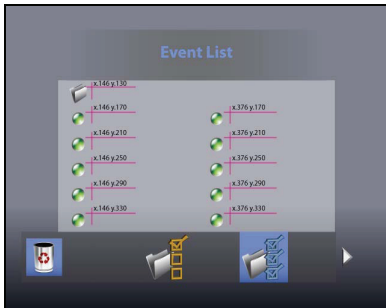 Event List
x.146 y.130
x.146 y.170 x.376 y.170
x.146 y.210 x.376 y.210
x.146 y.250 x.376 y.250
x.146 y.290 x.376 y.290
x.146 y.330 x.376 y.330